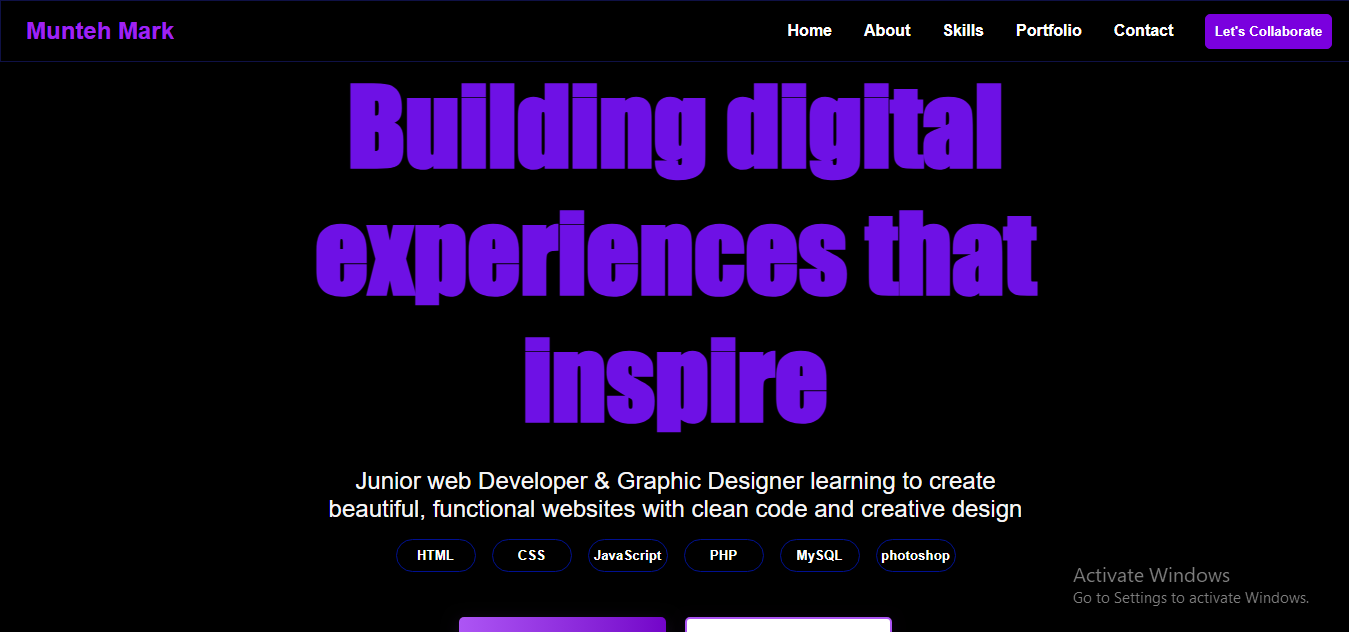 Munteh Mark
Home About Skills Portfolio Contact Let's Collaborate
Building digital
experiences that
inspire
Junior web Developer & Graphic Designer learning to create
beautiful, functional websites with clean code and creative design
HTML CSS JavaScript PHP MySQL photoshop
Activate Windows
Go to Settings to activate Windows.